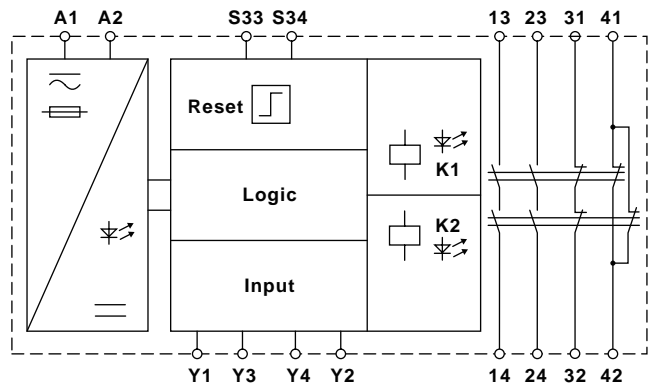 A1 A2 S33 S34 13 23 31 41
Reset
K1
Logic
K2
Input
Y1 Y3 Y4 Y2 14 24 32 42